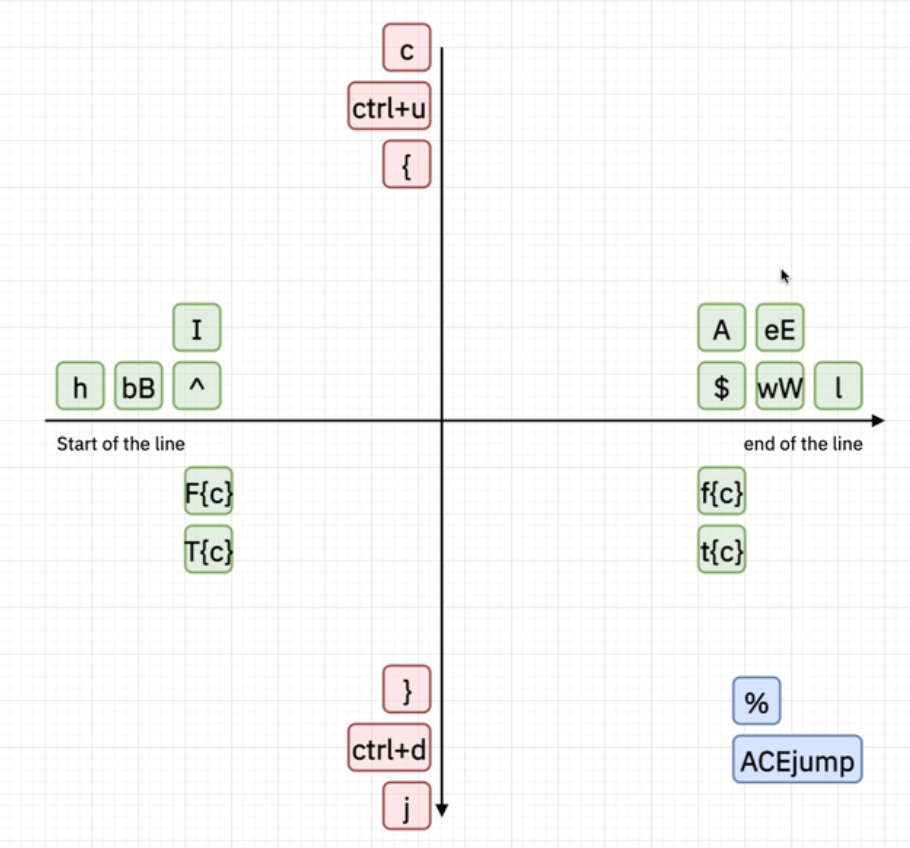 c
ctrl+u
{
I
A eE
h bB ^
$ wW l
Start of the line
end of the line
F{c}
f{c}
T{c}
t{c}
}
%
ctrl+d
ACEjump
j